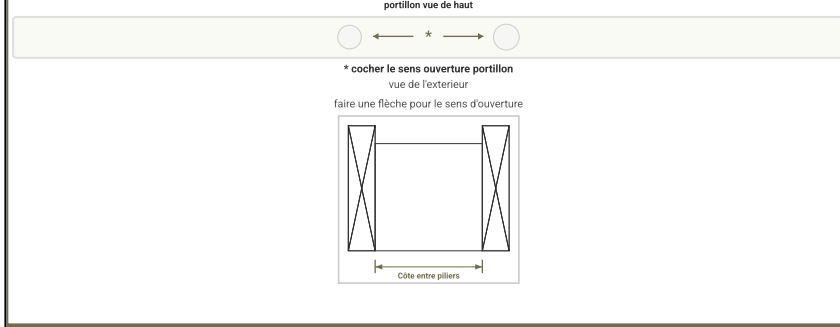 portillon vue de haut
*
* cocher le sens ouverture portillon
vue de l'exterieur
faire une flèche pour le sens d'ouverture
Côte entre piliers